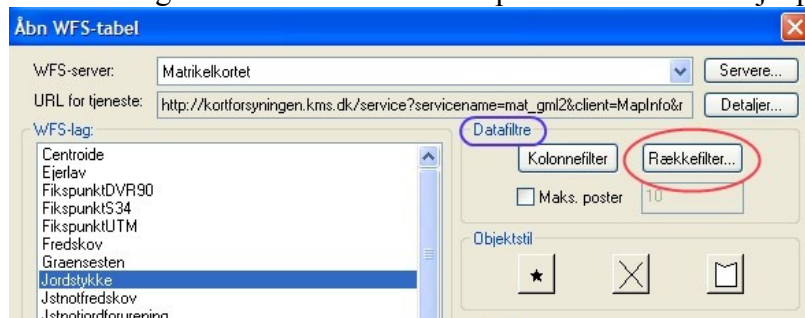 Åbn WFS-tabel
WFS-server: Matrikelkortet Servere...
URL for tjeneste: http://kortforsyningen.kms.dk/service?servicename=mat_gml2&client=MapInfo&r Detaljer...
WFS-lag:
Centroide
Ejerlav
FikspunktDVR90
FikspunktS34
FikspunktUTM
Fredskov
Graensesten
Jordstykke
Jstnotfredskov
Jstnotjordforurening
Datafiltre
Kolonnefilter Rækkefilter...
Maks. poster 10
Objektstil